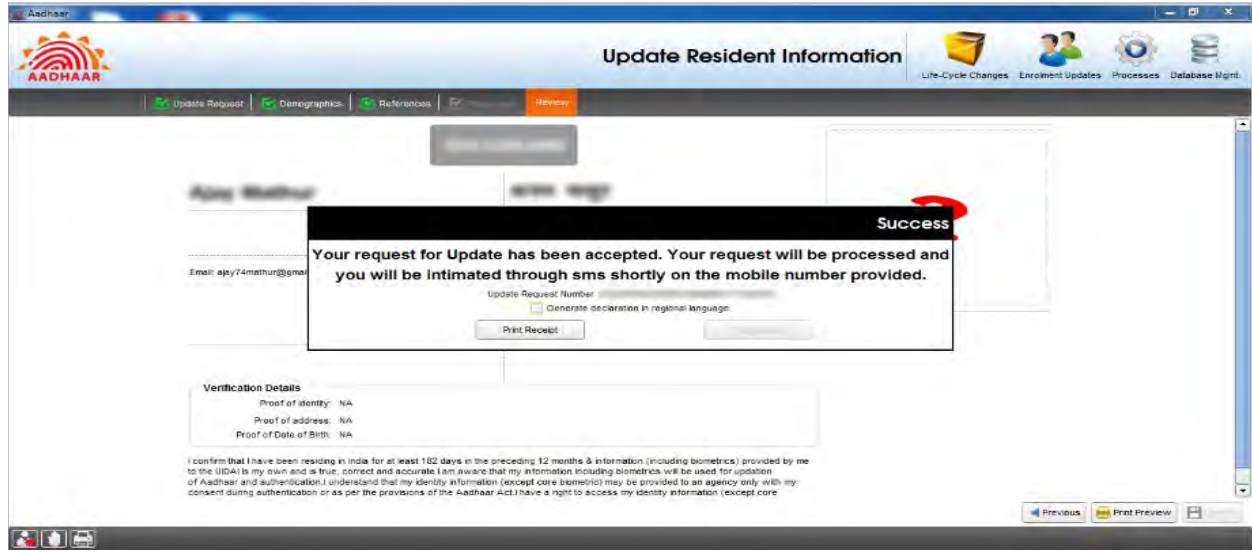 Aadhaar
AADHAAR
Update Resident Information
Life-Cycle Changes
Enrolment Updates
Processes
Database Mgmt.
Update Request
Demographics
References
Review
Success
Your request for Update has been accepted. Your request will be processed and
you will be intimated through sms shortly on the mobile number provided.
Update Request Number
Generate declaration in regional language.
Print Receipt
Email: ajay74mathur@gmai
Verification Details
Proof of identity: NA
Proof of address: NA
Proof of Date of Birth: NA
I confirm that I have been residing in India for at least 182 days in the preceding 12 months & information (including biometrics) provided by me
to the UIDAI is my own and is true, correct and accurate.I am aware that my information including biometrics will be used for updation
of Aadhaar and authentication.I understand that my identity information (except core biometric) may be provided to an agency only with my
consent during authentication or as per the provisions of the Aadhaar Act.I have a right to access my identity information (except core
Previous
Print Preview